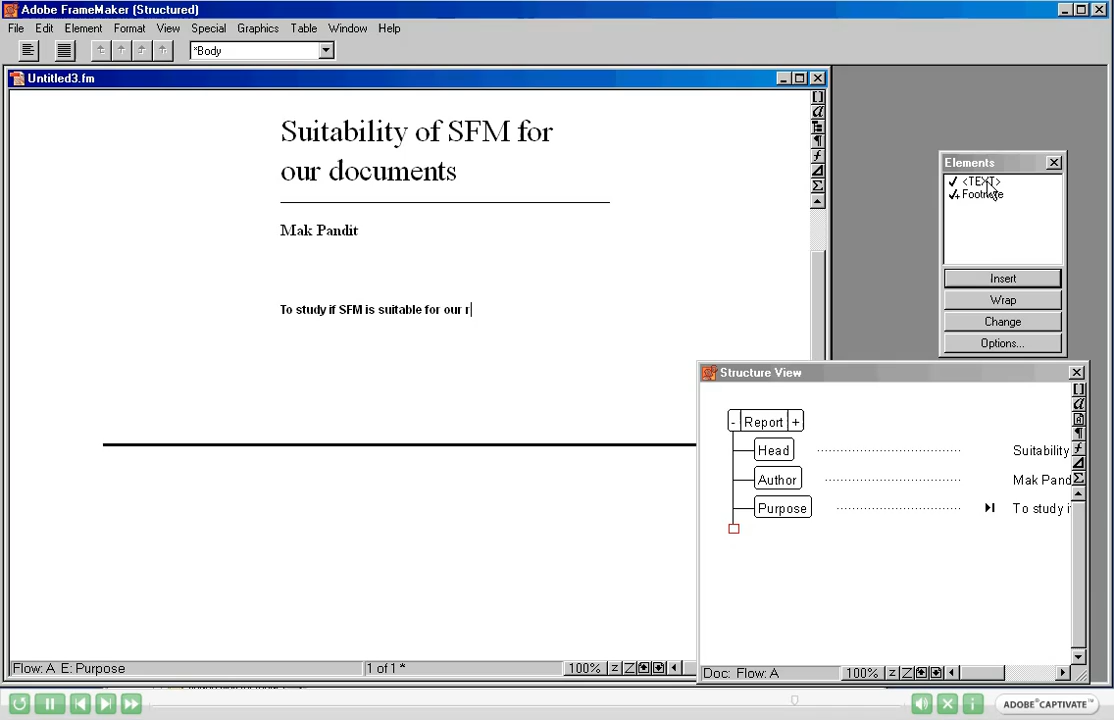 Adobe FrameMaker (Structured)
File Edit Element Format View Special Graphics Table Window Help
*Body
Untitled3.fm
Suitability of SFM for
our documents
Mak Pandit
To study if SFM is suitable for our r
Flow: A E: Purpose
1 of 1 *
100%
Elements
<TEXT>
Footnote
Insert
Wrap
Change
Options...
Structure View
- Report +
Head Suitability
Author Mak Pand
Purpose To study i
Doc: Flow: A
100%
ADOBE® CAPTIVATE™